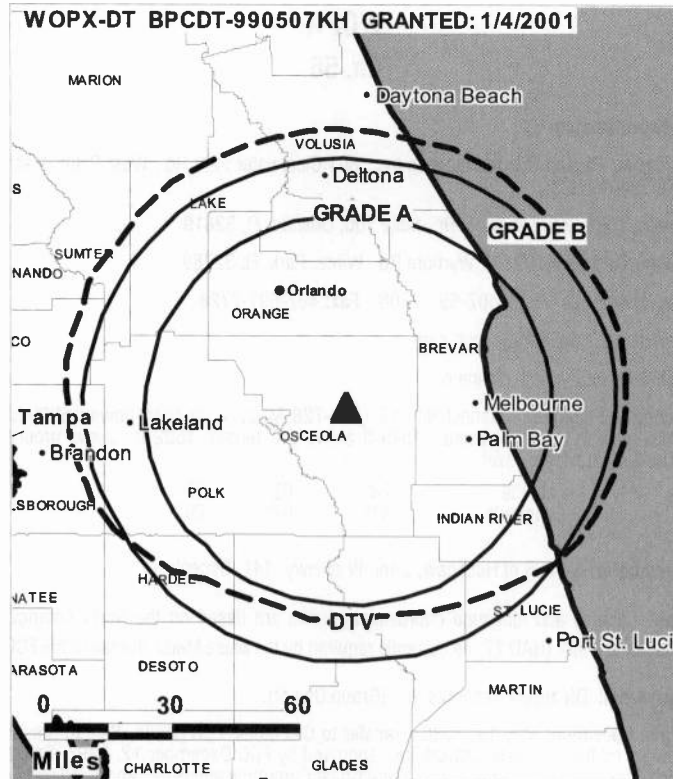 WOPX-DT BPCDT-990507KH GRANTED: 1/4/2001
MARION
Daytona Beach
VOLUSIA
Deltona
S
LAKE
GRADE A
GRADE B
SUMTER
NANDO
Orlando
ORANGE
CO
BREVAR
Tampa
Lakeland
Melbourne
OSCEOLA
Palm Bay
Brandon
POLK
LSBOROUGH
INDIAN RIVER
HARDEE
NATEE
ST. LUCIE
DTV
Port St. Luci
ARASOTA
DESOTO
MARTIN
0 30 60
Miles
CHARLOTTE
GLADES